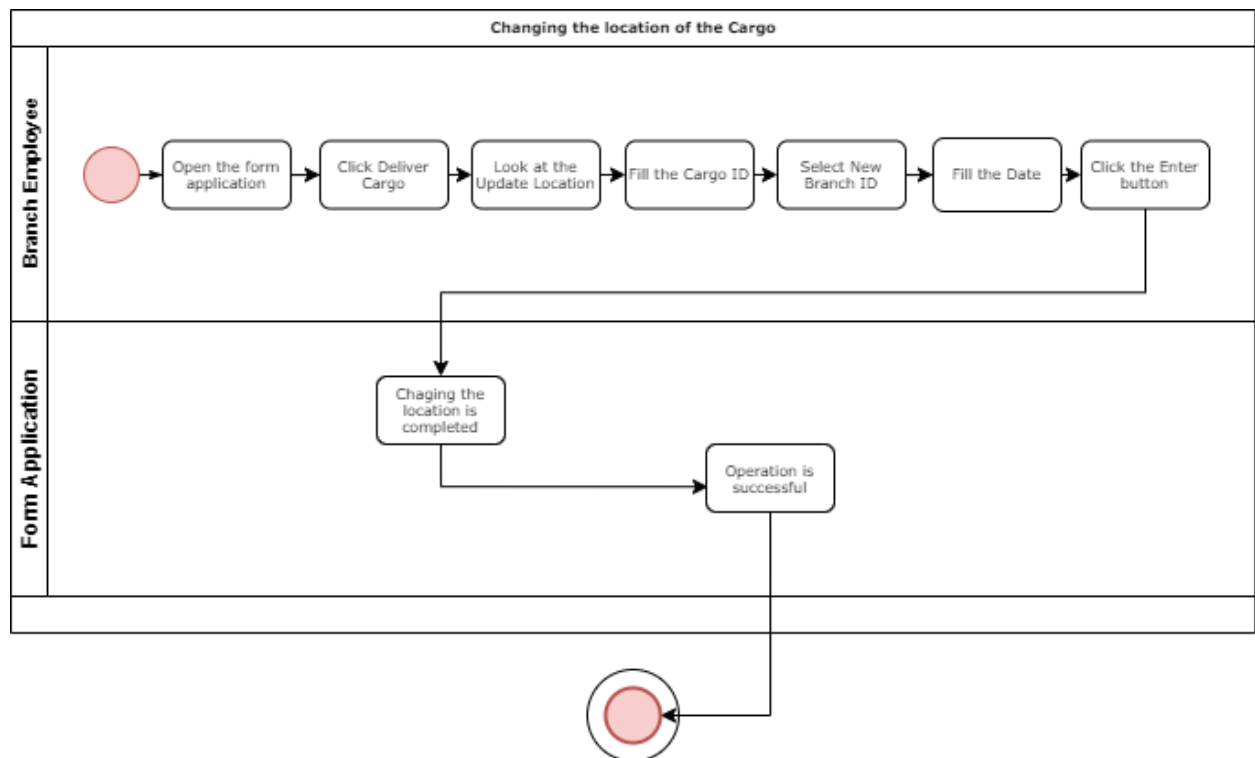 Changing the location of the Cargo
Branch Employee
Open the form
application
Click Deliver
Cargo
Look at the
Update Location
Fill the Cargo ID
Select New
Branch ID
Fill the Date
Click the Enter
button
Form Application
Chaging the
location is
completed
Operation is
successful